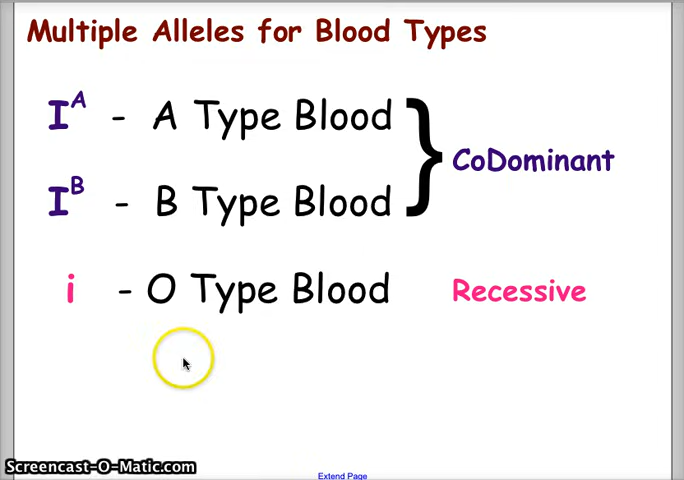 Multiple Alleles for Blood Types
I^A - A Type Blood
CoDominant
I^B - B Type Blood
i - O Type Blood Recessive
Screencast-O-Matic.com
Extend Page